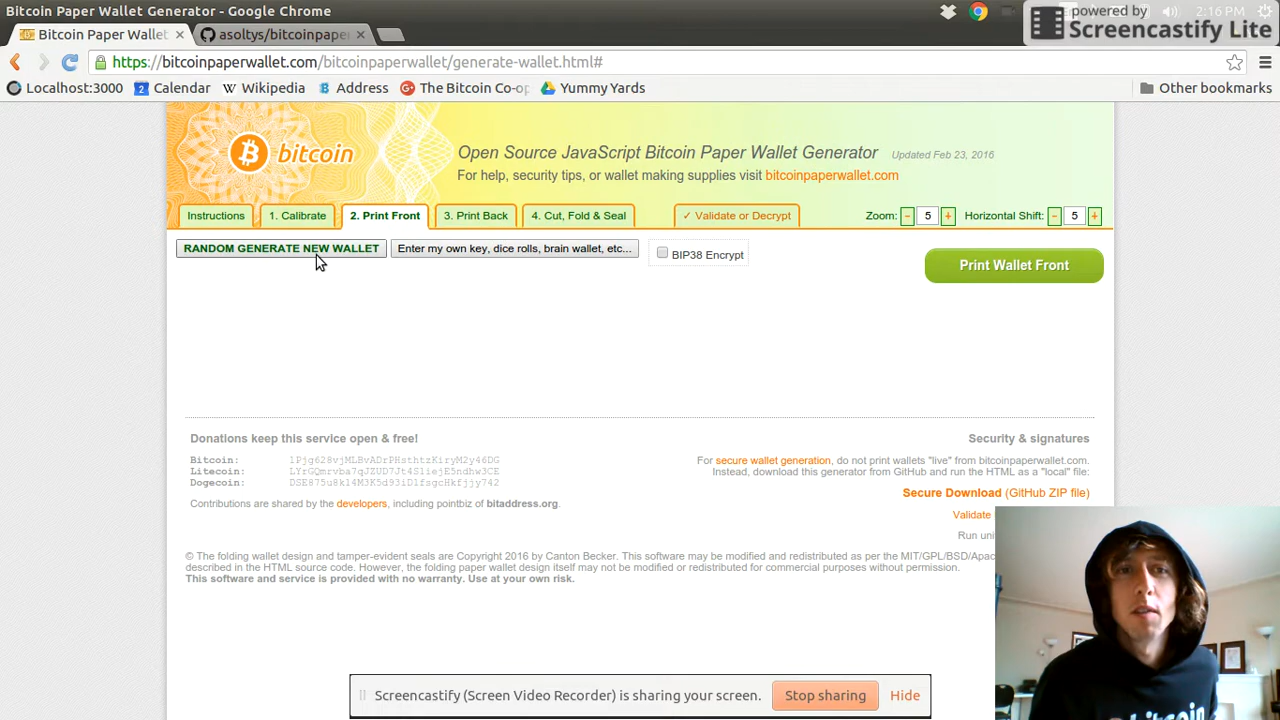 Bitcoin Paper Wallet Generator - Google Chrome
2:16 PM
powered by
Screencastify Lite
Bitcoin Paper Wallet
asoltys/bitcoinpaper
https://bitcoinpaperwallet.com/bitcoinpaperwallet/generate-wallet.html#
Localhost:3000 Calendar Wikipedia Address The Bitcoin Co-op Yummy Yards Other bookmarks
bitcoin
Open Source JavaScript Bitcoin Paper Wallet Generator Updated Feb 23, 2016
For help, security tips, or wallet making supplies visit bitcoinpaperwallet.com
Instructions 1. Calibrate 2. Print Front 3. Print Back 4. Cut, Fold & Seal ✓ Validate or Decrypt Zoom: - 5 + Horizontal Shift: - 5 +
RANDOM GENERATE NEW WALLET Enter my own key, dice rolls, brain wallet, etc... BIP38 Encrypt
Print Wallet Front
Donations keep this service open & free!
Bitcoin:
Litecoin:
Dogecoin:
Contributions are shared by the developers, including pointbiz of bitaddress.org.
Security & signatures
For secure wallet generation, do not print wallets "live" from bitcoinpaperwallet.com.
Instead, download this generator from GitHub and run the HTML as a "local" file:
Secure Download (GitHub ZIP file)
Validate
Run uni
© The folding wallet design and tamper-evident seals are Copyright 2016 by Canton Becker. This software may be modified and redistributed as per the MIT/GPL/BSD/Apac
described in the HTML source code. However, the folding paper wallet design itself may not be modified or redistributed for commercial purposes without permission.
This software and service is provided with no warranty. Use at your own risk.
Screencastify (Screen Video Recorder) is sharing your screen. Stop sharing Hide
bitcoin